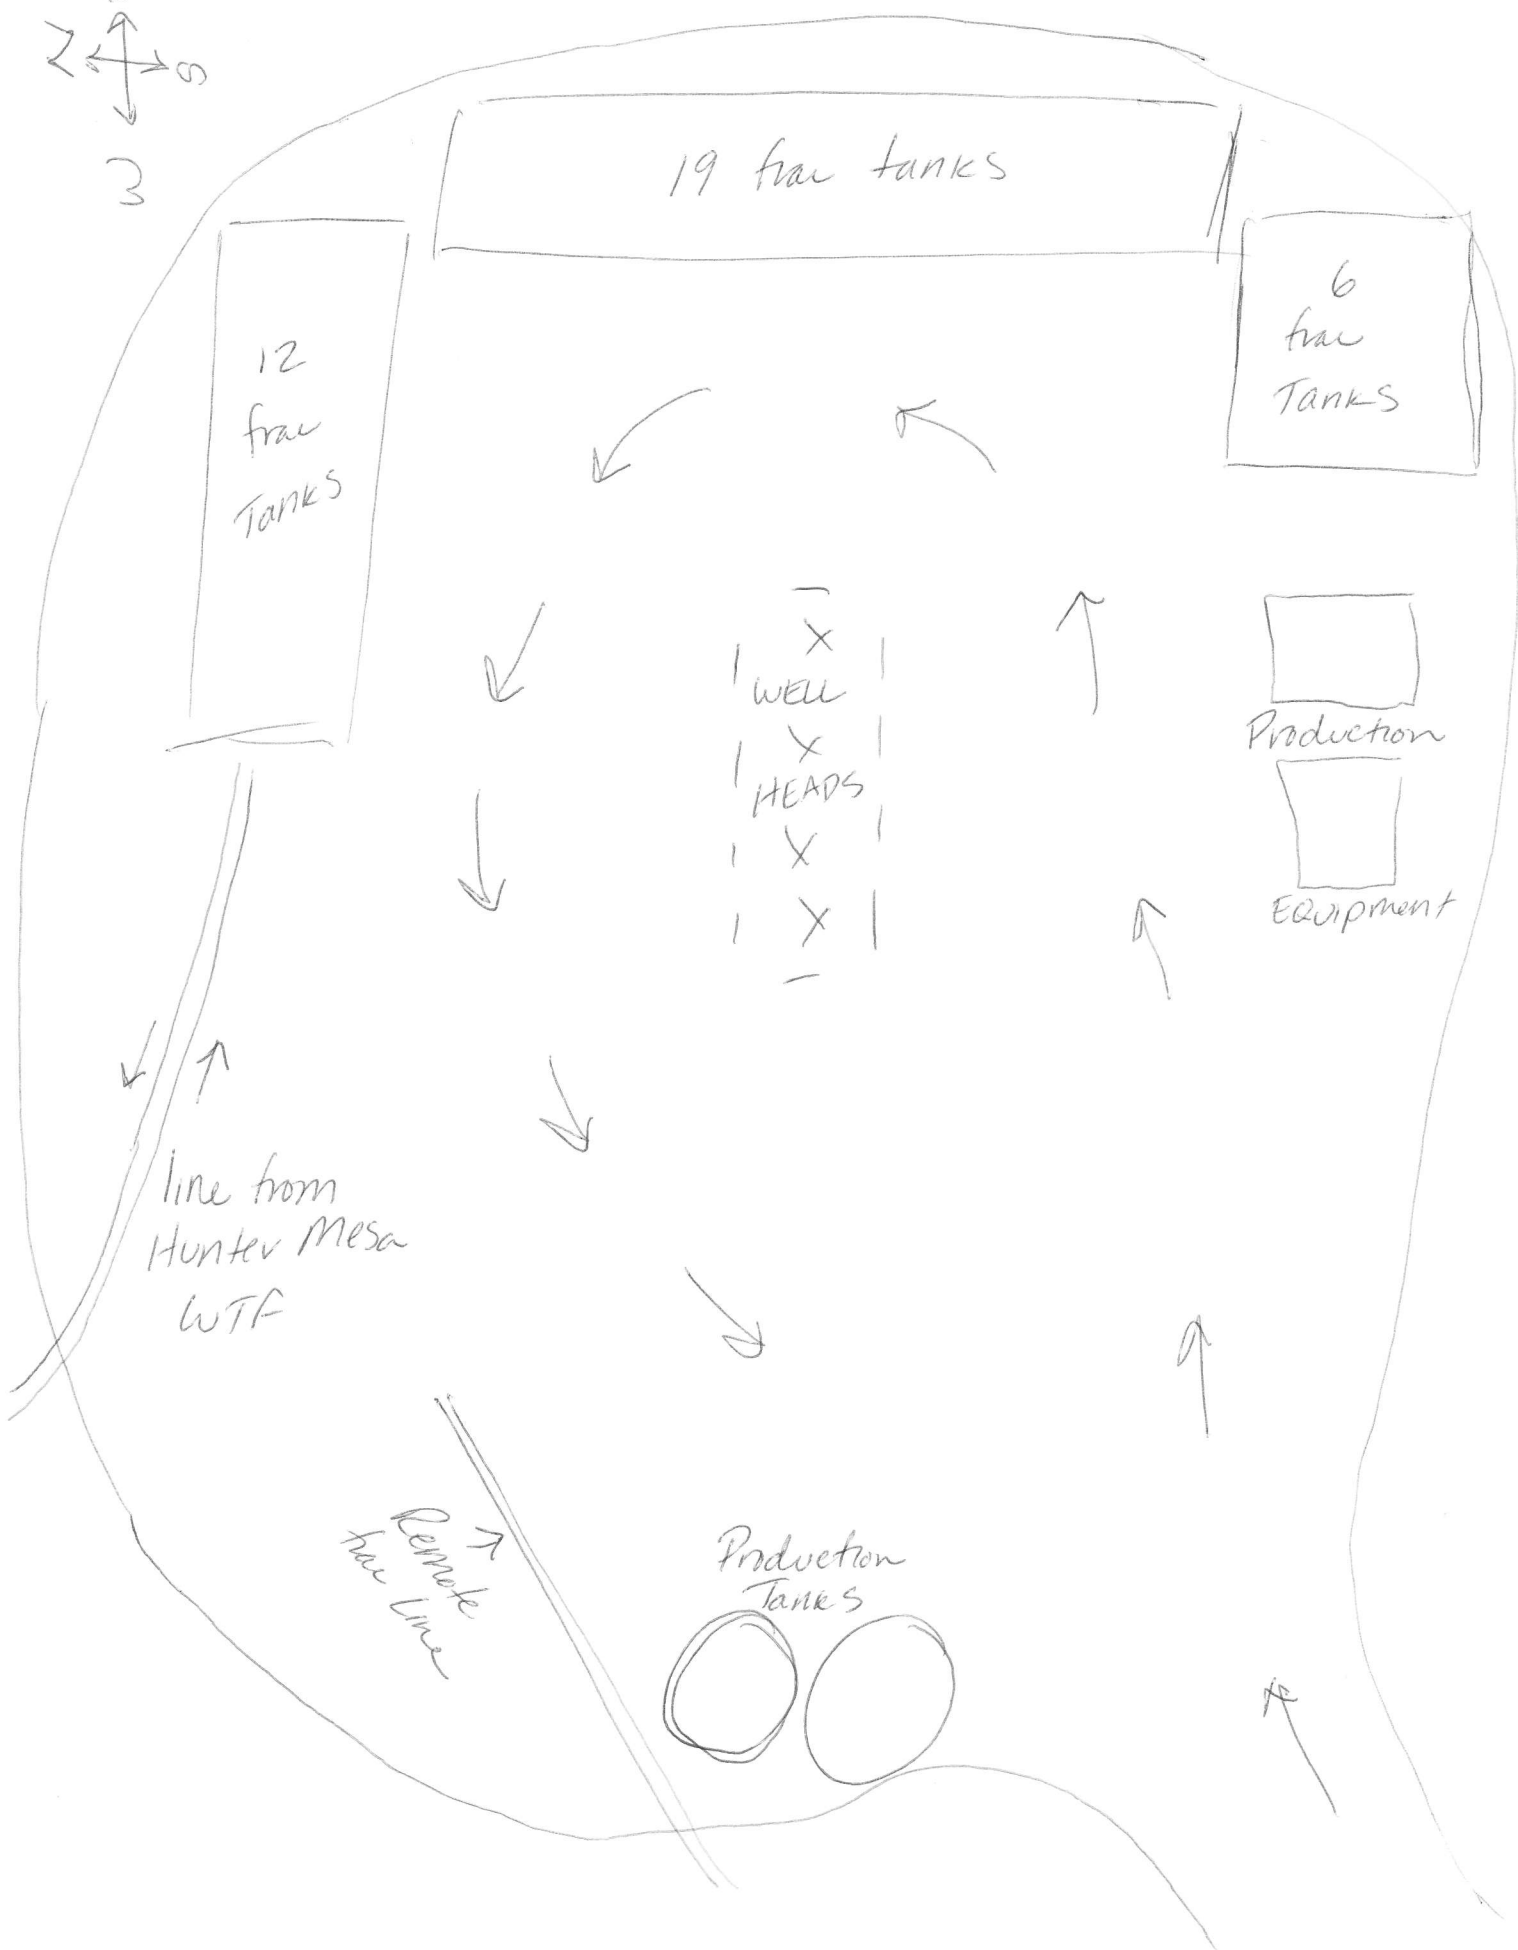 N
S
W
19 frac tanks
12
frac
Tanks
6
frac
Tanks
X
WELL
X
HEADS
X
X
Production
Equipment
line from
Hunter Mesa
WTF
Remote
frac Line
Production
Tanks